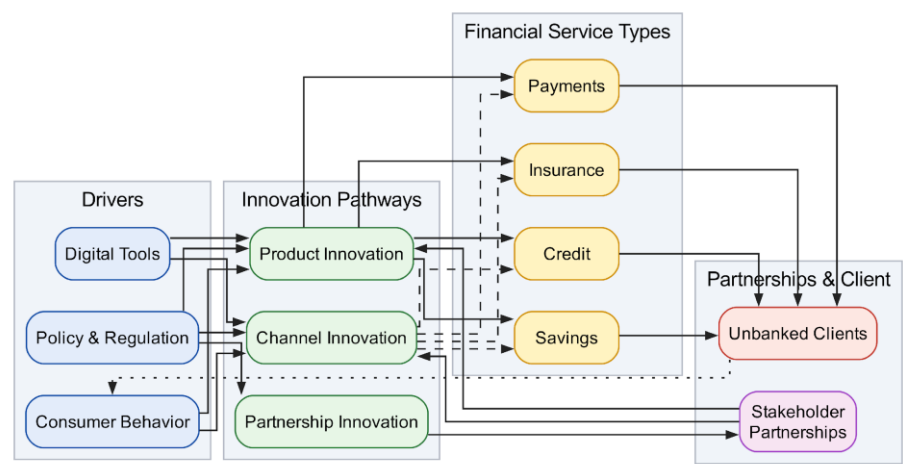 Financial Service Types
Payments
Insurance
Drivers
Innovation Pathways
Digital Tools
Product Innovation
Credit
Partnerships & Client
Policy & Regulation
Channel Innovation
Savings
Unbanked Clients
Consumer Behavior
Partnership Innovation
Stakeholder
Partnerships